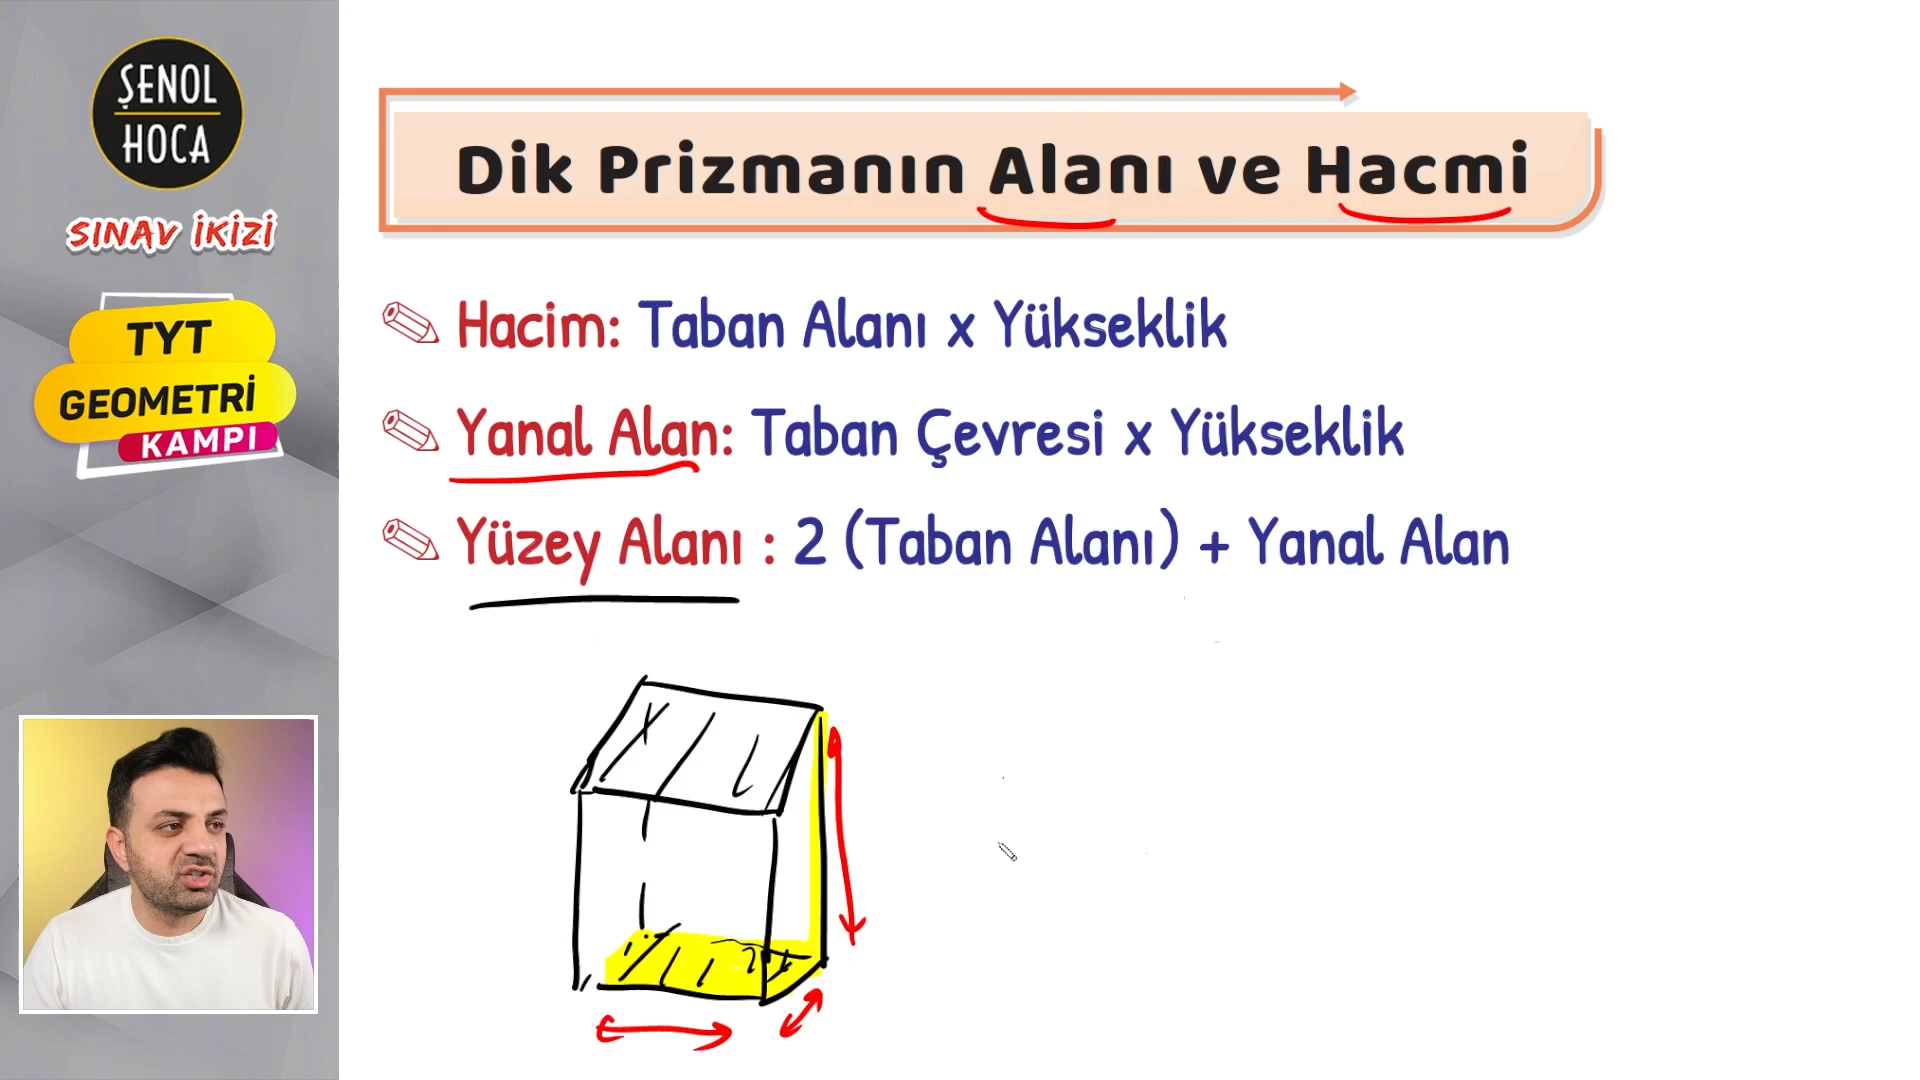 ŞENOL
HOCA
SINAV İKİZİ
TYT
GEOMETRİ
KAMPI
Dik Prizmanın Alanı ve Hacmi
Hacim: Taban Alanı x Yükseklik
Yanal Alan: Taban Çevresi x Yükseklik
Yüzey Alanı : 2 (Taban Alanı) + Yanal Alan